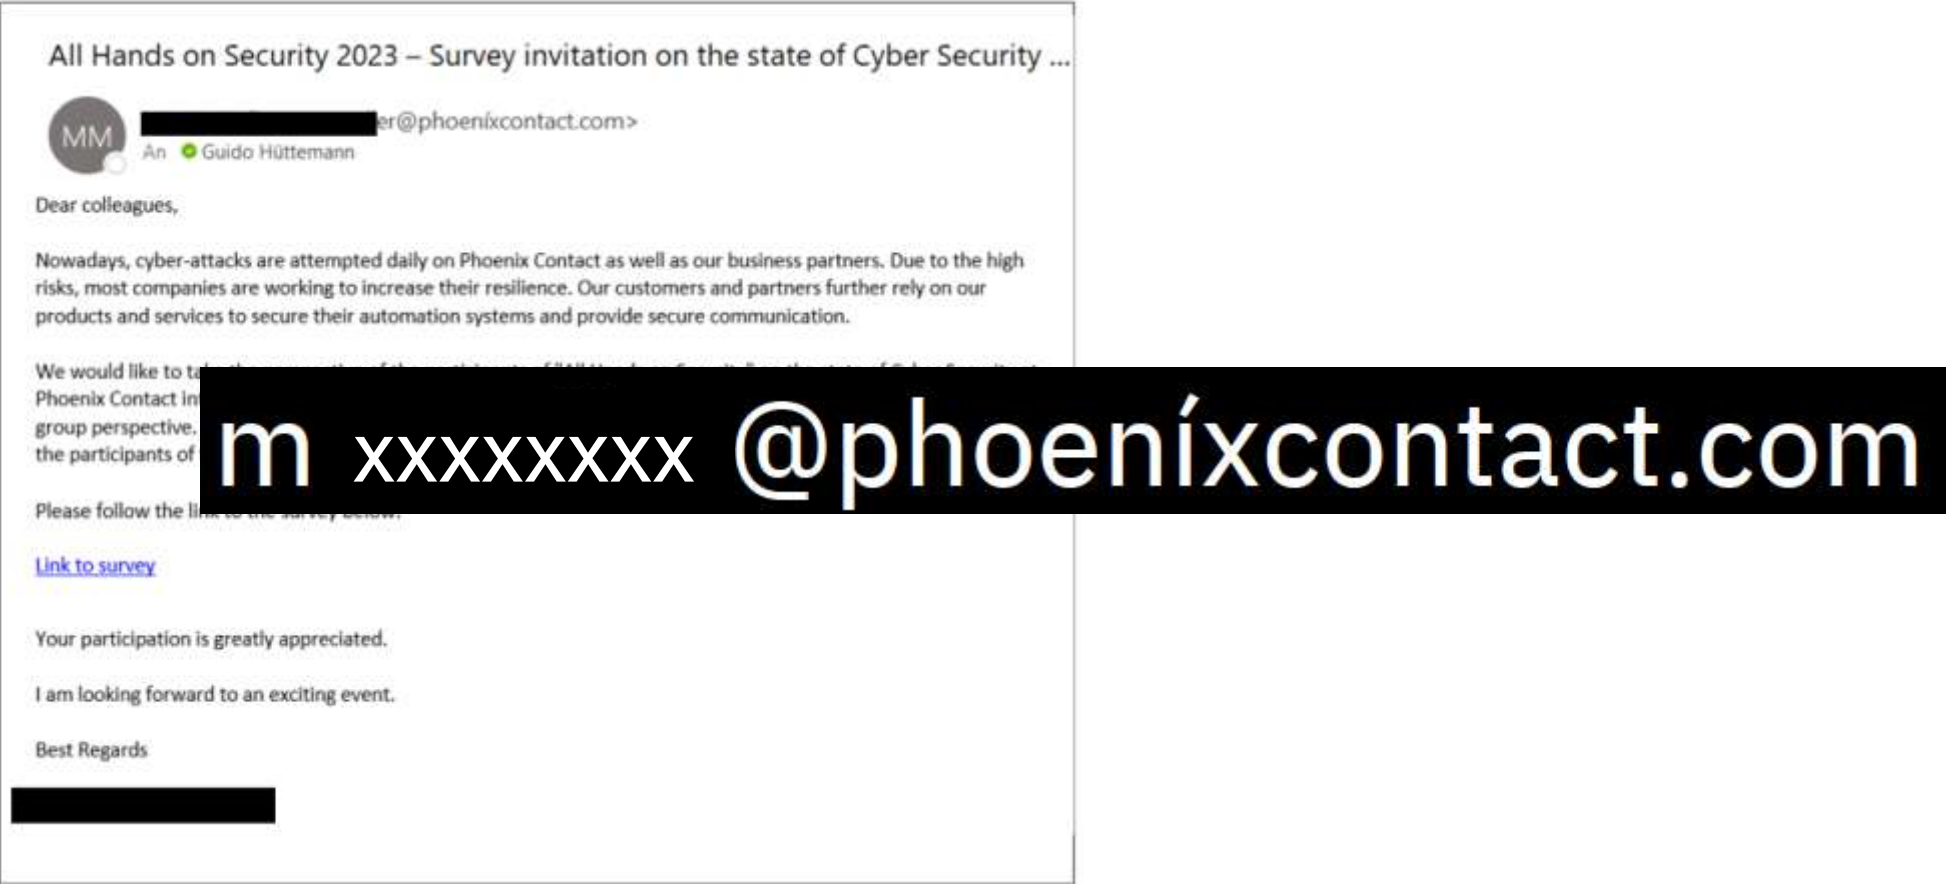 All Hands on Security 2023 – Survey invitation on the state of Cyber Security ...
MM
er@phoeníxcontact.com>
An Guido Hüttemann
Dear colleagues,
Nowadays, cyber-attacks are attempted daily on Phoenix Contact as well as our business partners. Due to the high
risks, most companies are working to increase their resilience. Our customers and partners further rely on our
products and services to secure their automation systems and provide secure communication.
We would like to
Phoenix Contact
group perspective.
the participants of
m xxxxxxxx @phoeníxcontact.com
Please follow the link to the survey below.
Link to survey
Your participation is greatly appreciated.
I am looking forward to an exciting event.
Best Regards